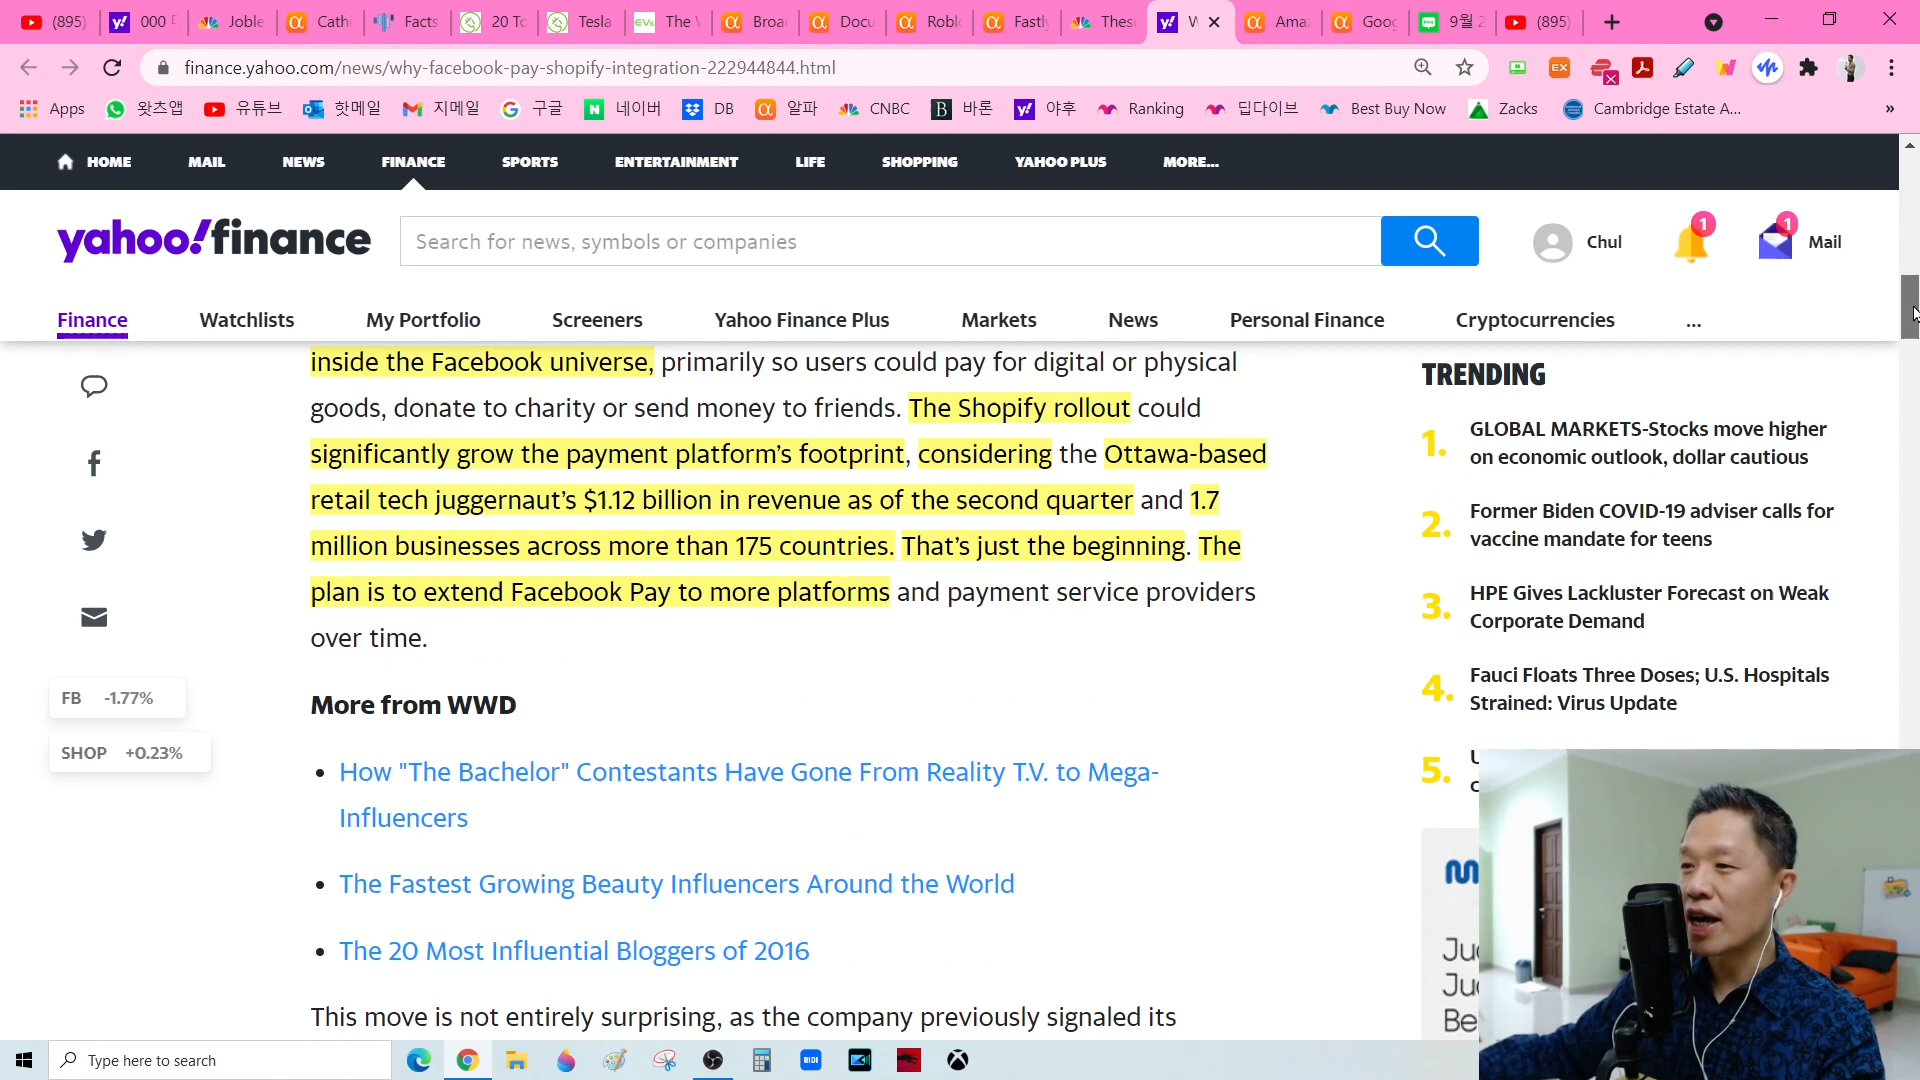 (895)
000
Joble
Cathi
Facts
20 To
Tesla
The
Broa
Docu
Robl
Fastly
These
W
Ama
Goog
9월 2
(895)
finance.yahoo.com/news/why-facebook-pay-shopify-integration-222944844.html
EX
Apps
왓츠앱
유튜브
핫메일
지메일
구글
네이버
DB
알파
CNBC
바론
야후
Ranking
딥다이브
Best Buy Now
Zacks
Cambridge Estate A...
»
HOME
MAIL
NEWS
FINANCE
SPORTS
ENTERTAINMENT
LIFE
SHOPPING
YAHOO PLUS
MORE...
yahoo!finance
Search for news, symbols or companies
Chul
1
1
Mail
Finance
Watchlists
My Portfolio
Screeners
Yahoo Finance Plus
Markets
News
Personal Finance
Cryptocurrencies
...
inside the Facebook universe, primarily so users could pay for digital or physical
goods, donate to charity or send money to friends. The Shopify rollout could
significantly grow the payment platform's footprint, considering the Ottawa-based
retail tech juggernaut's $1.12 billion in revenue as of the second quarter and 1.7
million businesses across more than 175 countries. That's just the beginning. The
plan is to extend Facebook Pay to more platforms and payment service providers
over time.
FB -1.77%
SHOP +0.23%
More from WWD
How "The Bachelor" Contestants Have Gone From Reality T.V. to Mega-
Influencers
The Fastest Growing Beauty Influencers Around the World
The 20 Most Influential Bloggers of 2016
This move is not entirely surprising, as the company previously signaled its
TRENDING
1. GLOBAL MARKETS-Stocks move higher
on economic outlook, dollar cautious
2. Former Biden COVID-19 adviser calls for
vaccine mandate for teens
3. HPE Gives Lackluster Forecast on Weak
Corporate Demand
4. Fauci Floats Three Doses; U.S. Hospitals
Strained: Virus Update
5.
Type here to search
RIDI